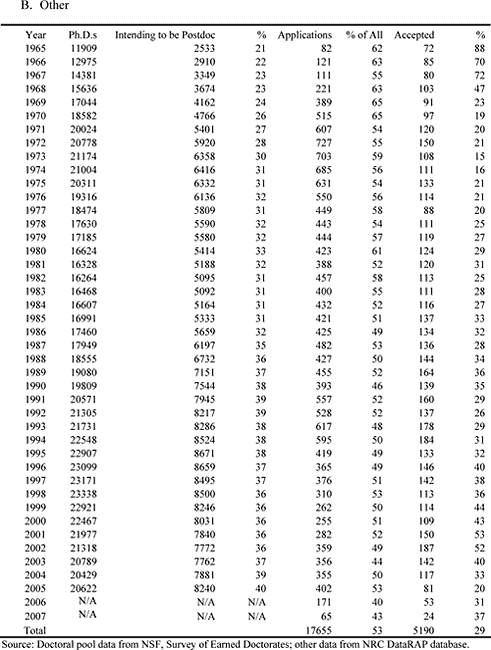 B. Other
Year Ph.D.s Intending to be Postdoc % Applications % of All Accepted %
1965 11909 2533 21 82 62 72 88
1966 12975 2910 22 121 63 85 70
1967 14381 3349 23 111 55 80 72
1968 15636 3674 23 221 63 103 47
1969 17044 4162 24 389 65 91 23
1970 18582 4766 26 515 65 97 19
1971 20024 5401 27 607 54 120 20
1972 20778 5920 28 727 55 150 21
1973 21174 6358 30 703 59 108 15
1974 21004 6416 31 685 56 111 16
1975 20311 6332 31 631 54 133 21
1976 19316 6136 32 550 56 114 21
1977 18474 5809 31 449 58 88 20
1978 17630 5590 32 443 54 111 25
1979 17185 5580 32 444 57 119 27
1980 16624 5414 33 423 61 124 29
1981 16328 5188 32 388 52 120 31
1982 16264 5095 31 457 58 113 25
1983 16468 5092 31 400 55 111 28
1984 16607 5164 31 432 52 116 27
1985 16991 5333 31 421 51 137 33
1986 17460 5659 32 425 49 134 32
1987 17949 6197 35 482 53 136 28
1988 18555 6732 36 427 50 144 34
1989 19080 7151 37 455 52 164 36
1990 19809 7544 38 393 46 139 35
1991 20571 7945 39 557 52 160 29
1992 21305 8217 39 528 52 137 26
1993 21731 8286 38 617 48 178 29
1994 22548 8524 38 595 50 184 31
1995 22907 8671 38 419 49 133 32
1996 23099 8659 37 365 49 146 40
1997 23171 8495 37 376 51 142 38
1998 23338 8500 36 310 53 113 36
1999 22921 8246 36 262 50 114 44
2000 22467 8031 36 255 51 109 43
2001 21977 7840 36 282 52 150 53
2002 21318 7772 36 359 49 187 52
2003 20789 7762 37 356 44 142 40
2004 20429 7881 39 355 50 117 33
2005 20622 8240 40 402 53 81 20
2006 N/A N/A N/A 171 40 53 31
2007 N/A N/A N/A 65 43 24 37
Total 17655 53 5190 29
Source: Doctoral pool data from NSF, Survey of Earned Doctorates; other data from NRC DataRAP database.